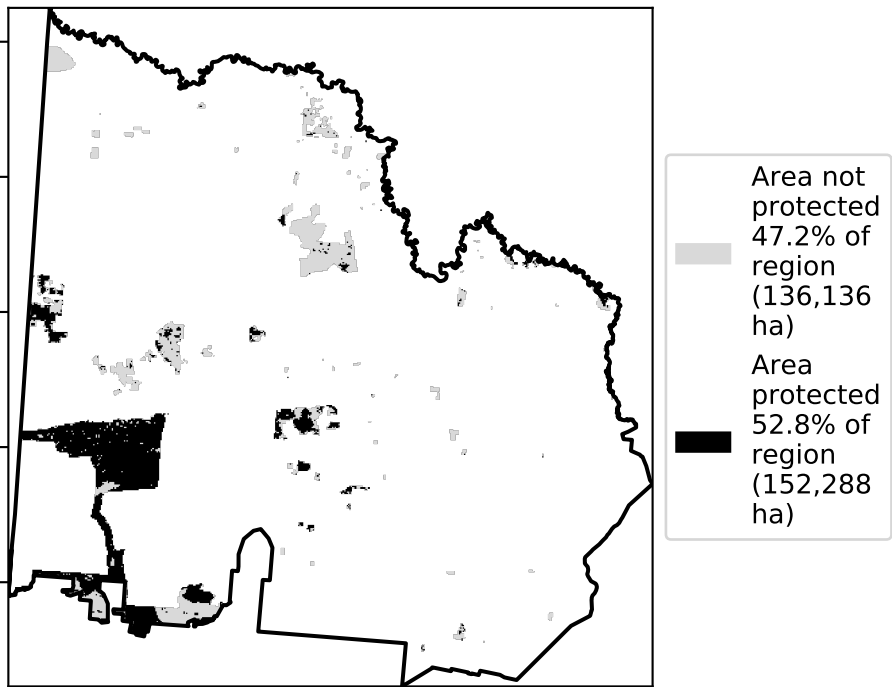 Area not
protected
47.2% of
region
(136,136
ha)
Area
protected
52.8% of
region
(152,288
ha)